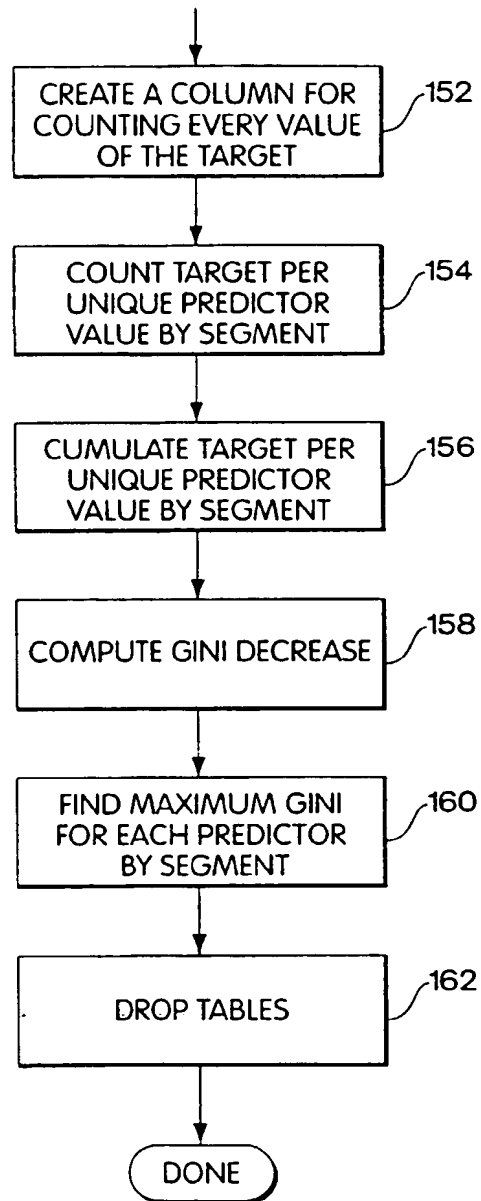 CREATE A COLUMN FOR
COUNTING EVERY VALUE
OF THE TARGET
152
COUNT TARGET PER
UNIQUE PREDICTOR
VALUE BY SEGMENT
154
CUMULATE TARGET PER
UNIQUE PREDICTOR
VALUE BY SEGMENT
156
COMPUTE GINI DECREASE
158
FIND MAXIMUM GINI
FOR EACH PREDICTOR
BY SEGMENT
160
DROP TABLES
162
DONE